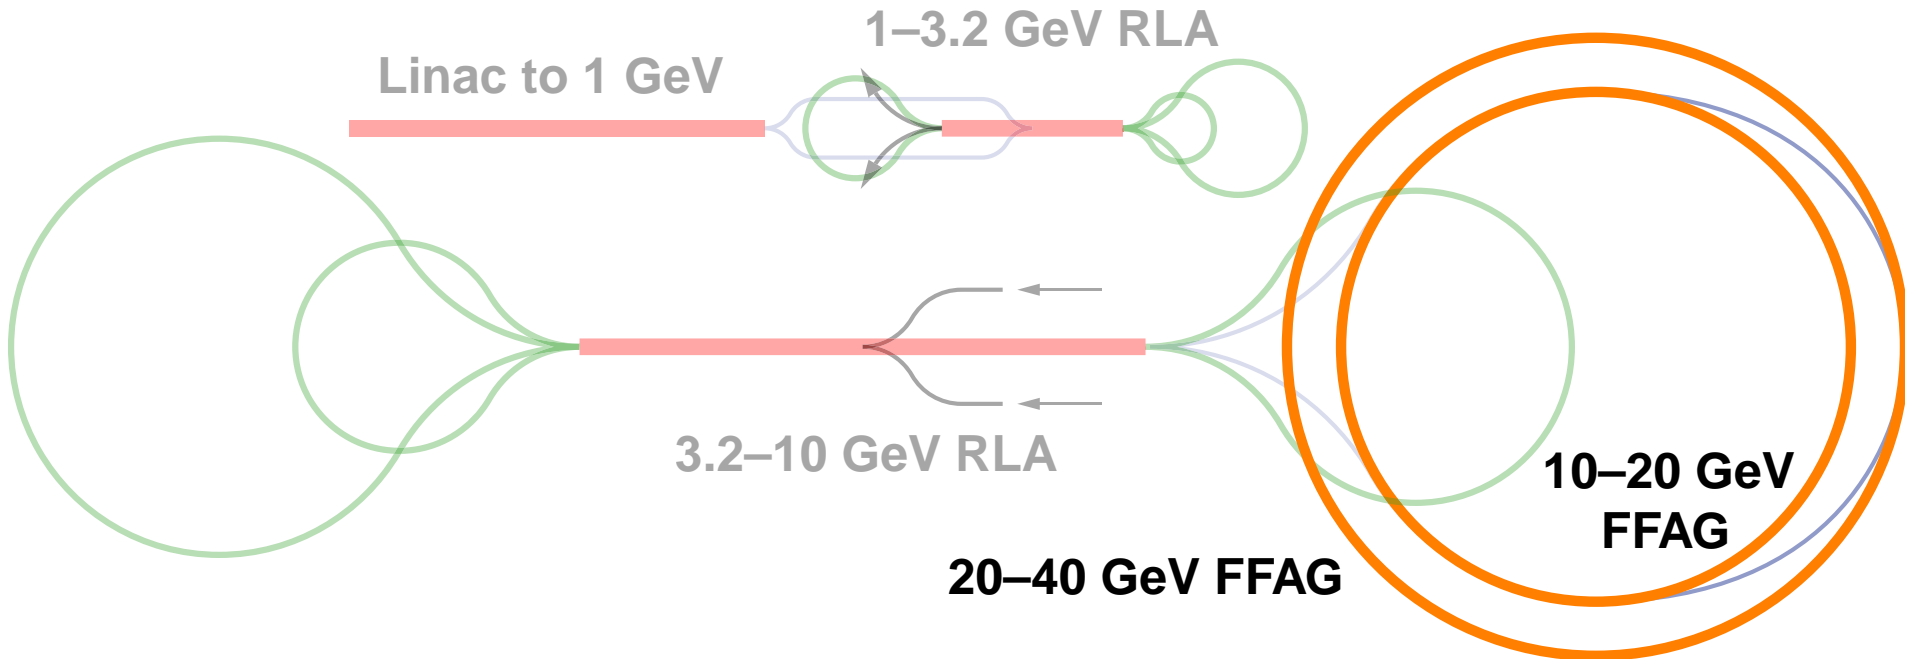 1–3.2 GeV RLA
Linac to 1 GeV
3.2–10 GeV RLA
10–20 GeV
FFAG
20–40 GeV FFAG